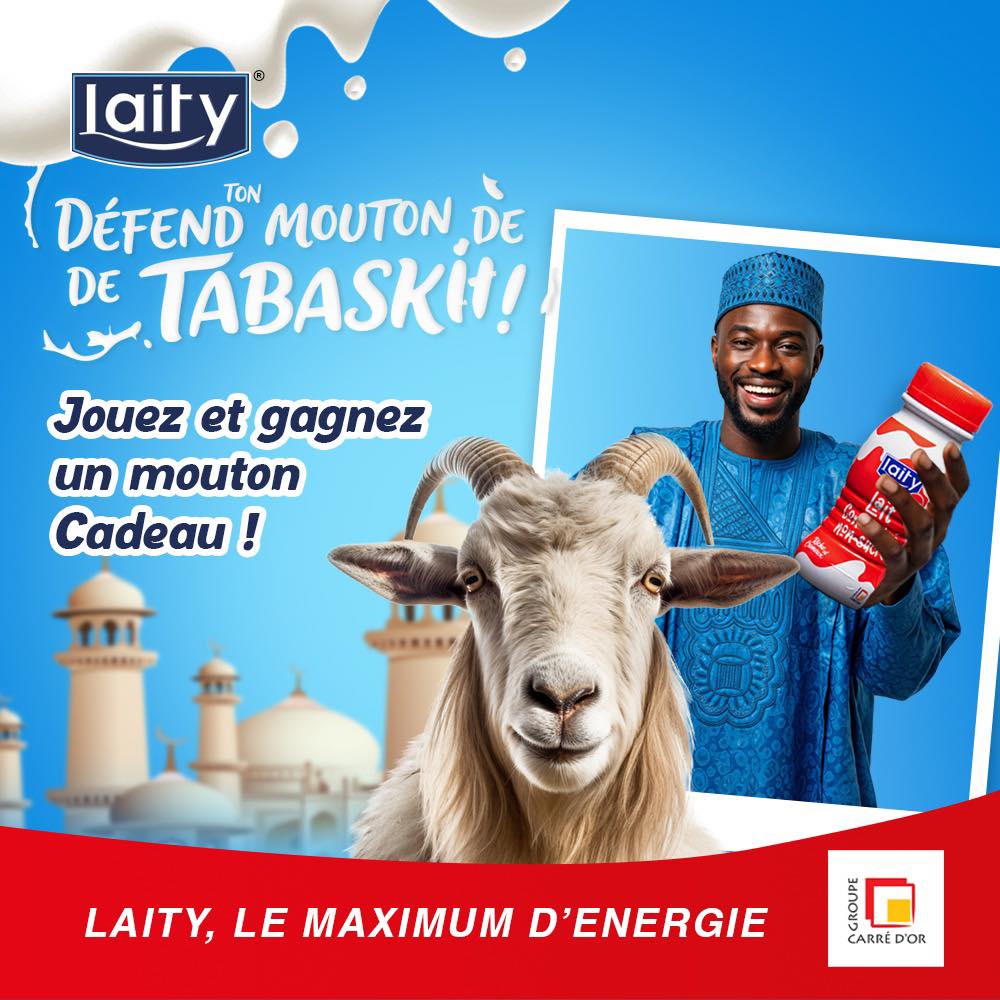 laity®
TON
DÉFEND MOUTON DE
DE TABASKIT!
Jouez et gagnez
un mouton
Cadeau !
laity
lait
LAITY, LE MAXIMUM D'ENERGIE
GROUPE
CARRÉ D'OR